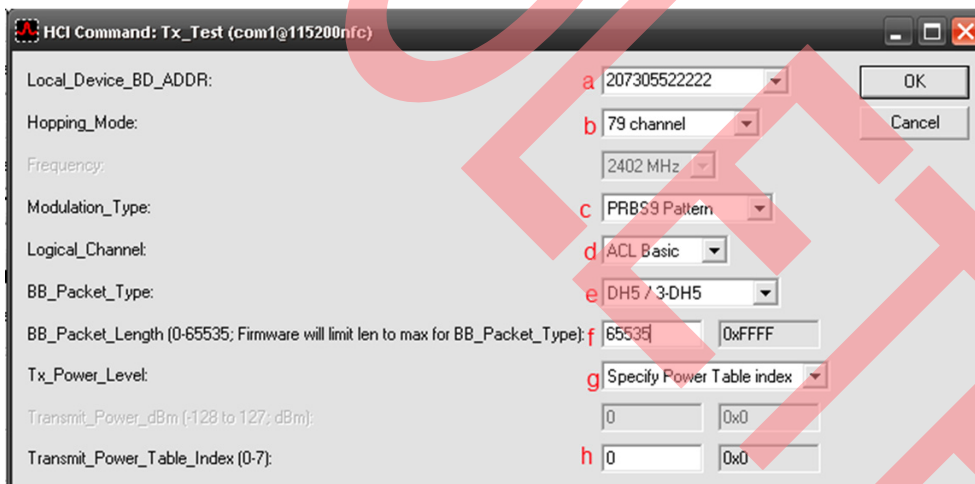 HCI Command: Tx_Test (com1@115200nfc)
Local_Device_BD_ADDR: a 207305522222 OK
Hopping_Mode: b 79 channel Cancel
Frequency: 2402 MHz
Modulation_Type: c PRBS9 Pattern
Logical_Channel: d ACL Basic
BB_Packet_Type: e DH5 / 3-DH5
BB_Packet_Length (0-65535; Firmware will limit len to max for BB_Packet_Type): f 65535 0xFFFF
Tx_Power_Level: g Specify Power Table index
Transmit_Power_dBm (-128 to 127; dBm): 0 0x0
Transmit_Power_Table_Index (0-7): h 0 0x0